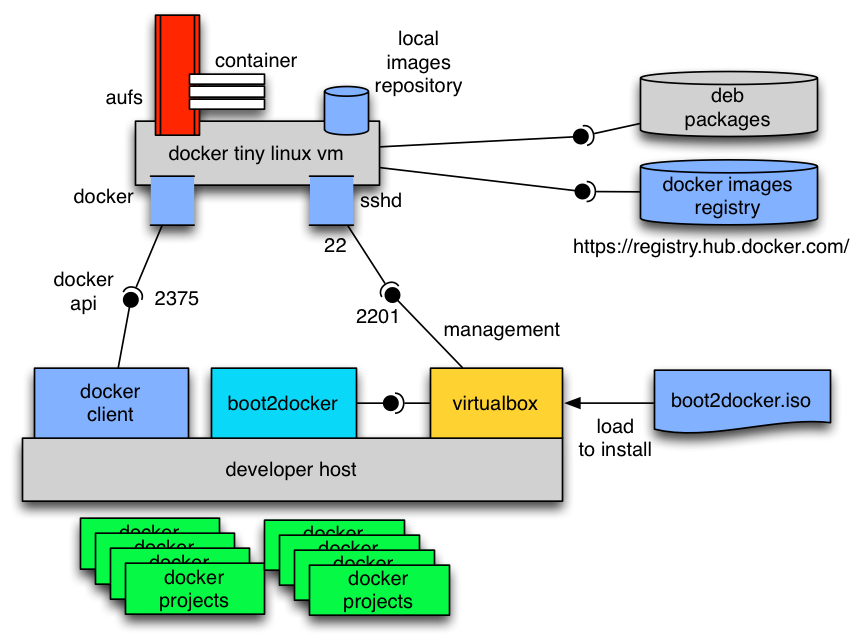 local
images
repository
container
aufs
deb
packages
docker tiny linux vm
docker images
registry
docker
sshd
22
https://registry.hub.docker.com/
docker
api
2375
2201
management
docker
client
boot2docker
virtualbox
boot2docker.iso
load
to install
developer host
docker
docker
docker
docker
projects
docker
docker
docker
docker
projects